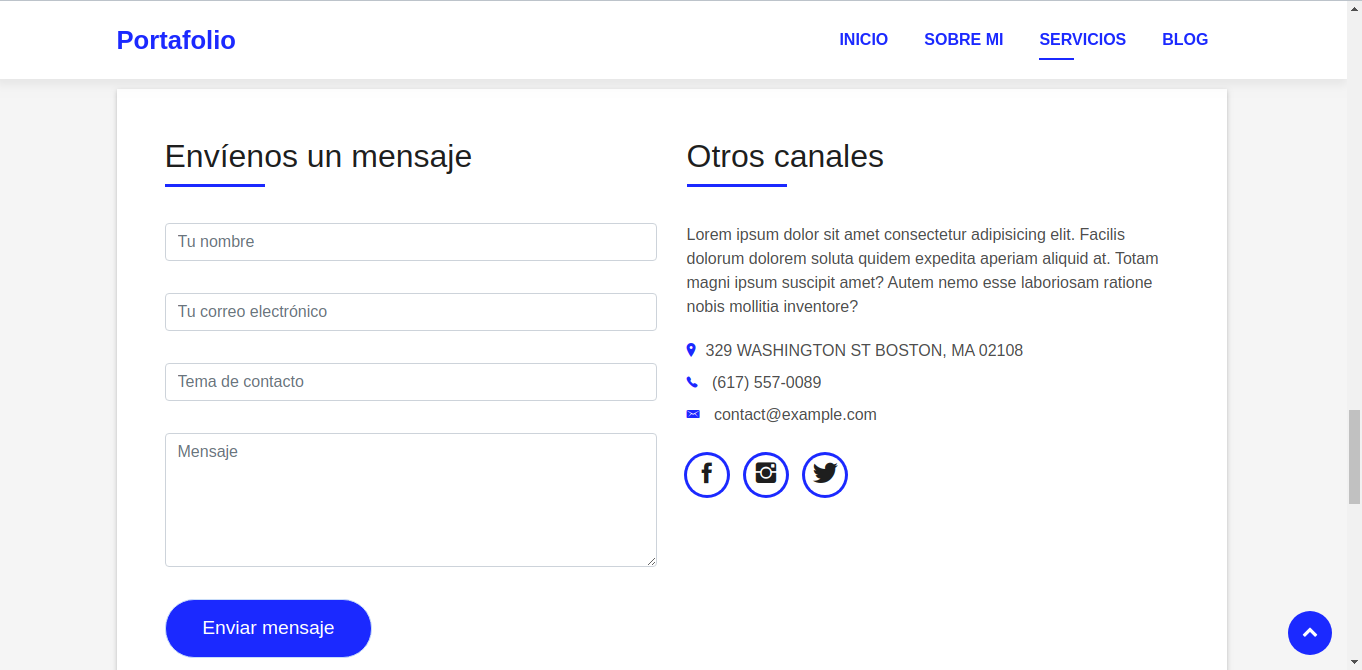 Portafolio
INICIO SOBRE MI SERVICIOS BLOG
Envíenos un mensaje
Tu nombre
Tu correo electrónico
Tema de contacto
Mensaje
Enviar mensaje
Otros canales
Lorem ipsum dolor sit amet consectetur adipisicing elit. Facilis
dolorum dolorem soluta quidem expedita aperiam aliquid at. Totam
magni ipsum suscipit amet? Autem nemo esse laboriosam ratione
nobis mollitia inventore?
329 WASHINGTON ST BOSTON, MA 02108
(617) 557-0089
contact@example.com